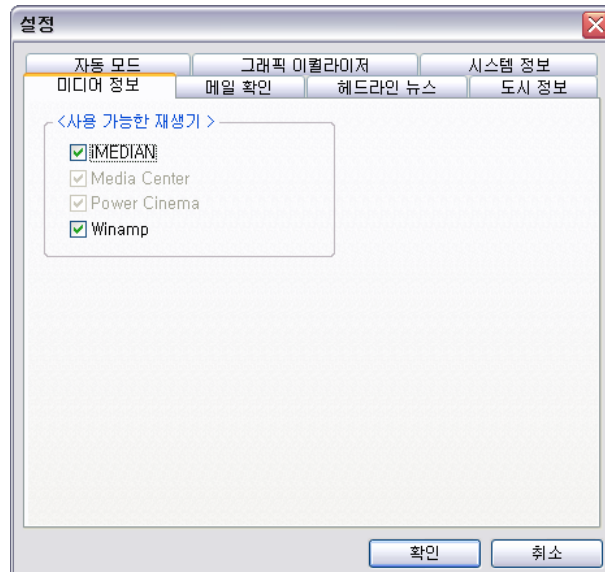 설정
자동 모드 그래픽 이퀄라이저 시스템 정보
미디어 정보 메일 확인 헤드라인 뉴스 도시 정보
<사용 가능한 재생기 >
iMEDIAN
Media Center
Power Cinema
Winamp
확인 취소